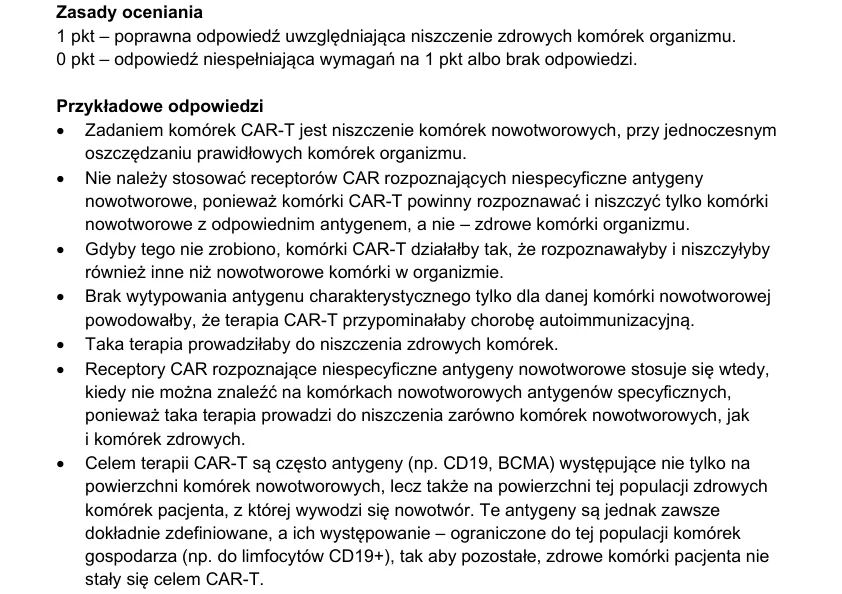 Zasady oceniania
1 pkt – poprawna odpowiedź uwzględniająca niszczenie zdrowych komórek organizmu.
0 pkt – odpowiedź niespełniająca wymagań na 1 pkt albo brak odpowiedzi.
Przykładowe odpowiedzi
• Zadaniem komórek CAR-T jest niszczenie komórek nowotworowych, przy jednoczesnym
oszczędzaniu prawidłowych komórek organizmu.
• Nie należy stosować receptorów CAR rozpoznających niespecyficzne antygeny
nowotworowe, ponieważ komórki CAR-T powinny rozpoznawać i niszczyć tylko komórki
nowotworowe z odpowiednim antygenem, a nie – zdrowe komórki organizmu.
• Gdyby tego nie zrobiono, komórki CAR-T działałby tak, że rozpoznawałyby i niszczyłyby
również inne niż nowotworowe komórki w organizmie.
• Brak wytypowania antygenu charakterystycznego tylko dla danej komórki nowotworowej
powodowałby, że terapia CAR-T przypominałaby chorobę autoimmunizacyjną.
• Taka terapia prowadziłaby do niszczenia zdrowych komórek.
• Receptory CAR rozpoznające niespecyficzne antygeny nowotworowe stosuje się wtedy,
kiedy nie można znaleźć na komórkach nowotworowych antygenów specyficznych,
ponieważ taka terapia prowadzi do niszczenia zarówno komórek nowotworowych, jak
i komórek zdrowych.
• Celem terapii CAR-T są często antygeny (np. CD19, BCMA) występujące nie tylko na
powierzchni komórek nowotworowych, lecz także na powierzchni tej populacji zdrowych
komórek pacjenta, z której wywodzi się nowotwór. Te antygeny są jednak zawsze
dokładnie zdefiniowane, a ich występowanie – ograniczone do tej populacji komórek
gospodarza (np. do limfocytów CD19+), tak aby pozostałe, zdrowe komórki pacjenta nie
stały się celem CAR-T.